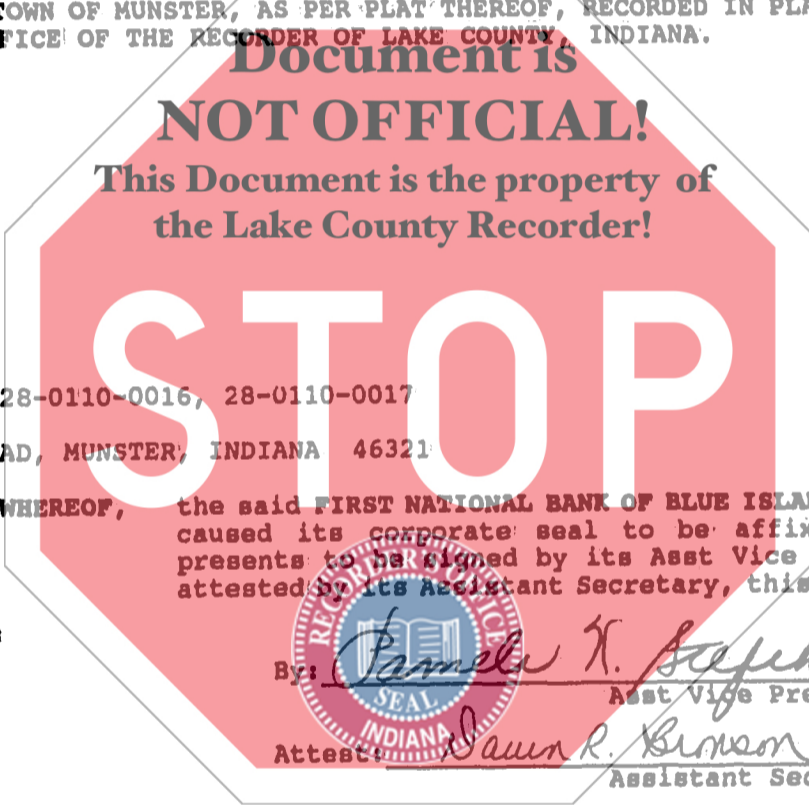 TOWN OF MUNSTER, AS PER PLAT THEREOF, RECORDED IN PLA
FICE OF THE RECORDER OF LAKE COUNTY, INDIANA.
Document is
NOT OFFICIAL!
This Document is the property of
the Lake County Recorder!
STOP
28-0110-0016, 28-0110-0017
AD, MUNSTER, INDIANA 46321
WHEREOF, the said FIRST NATIONAL BANK OF BLUE ISLA
caused its corporate seal to be affix
presents to be signed by its Asst Vice
attested by its Assistant Secretary, this
RECORDER'S OFFICE
SEAL
INDIANA
By: Pamela K.
Asst Vice Pre
Attest: Dawn R. Bronson
Assistant Sec